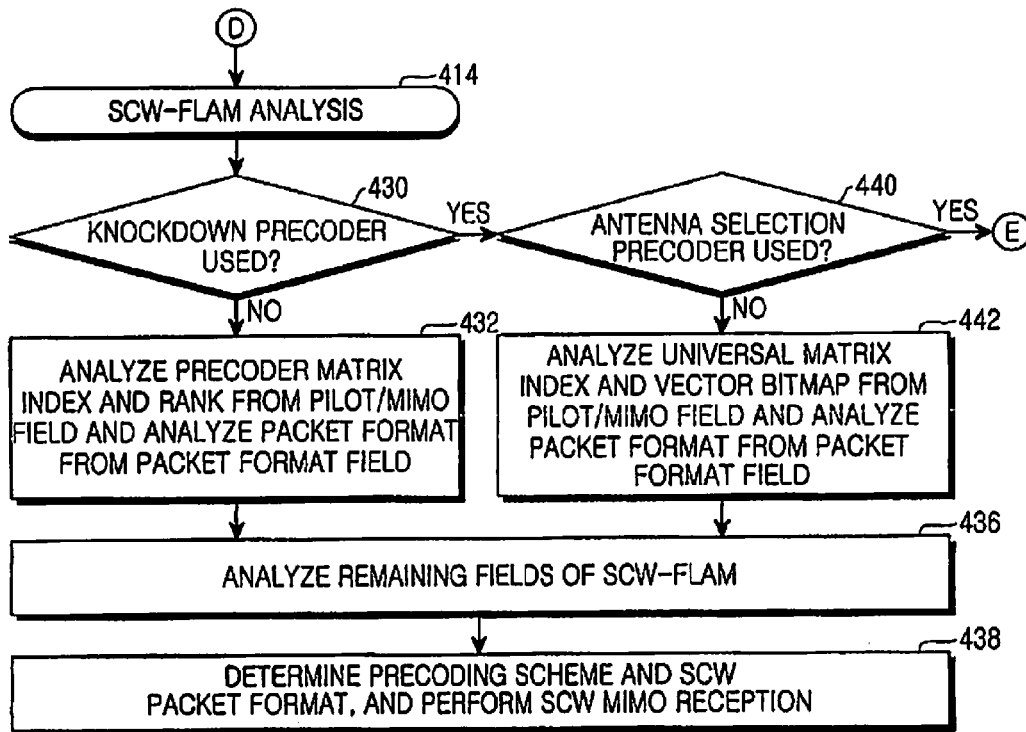 D
414
SCW-FLAM ANALYSIS
430
KNOCKDOWN PRECODER
USED?
YES
NO
440
ANTENNA SELECTION
PRECODER USED?
YES
E
NO
432
ANALYZE PRECODER MATRIX
INDEX AND RANK FROM PILOT/MIMO
FIELD AND ANALYZE PACKET FORMAT
FROM PACKET FORMAT FIELD
442
ANALYZE UNIVERSAL MATRIX
INDEX AND VECTOR BITMAP FROM
PILOT/MIMO FIELD AND ANALYZE
PACKET FORMAT FROM PACKET
FORMAT FIELD
436
ANALYZE REMAINING FIELDS OF SCW-FLAM
438
DETERMINE PRECODING SCHEME AND SCW
PACKET FORMAT, AND PERFORM SCW MIMO RECEPTION